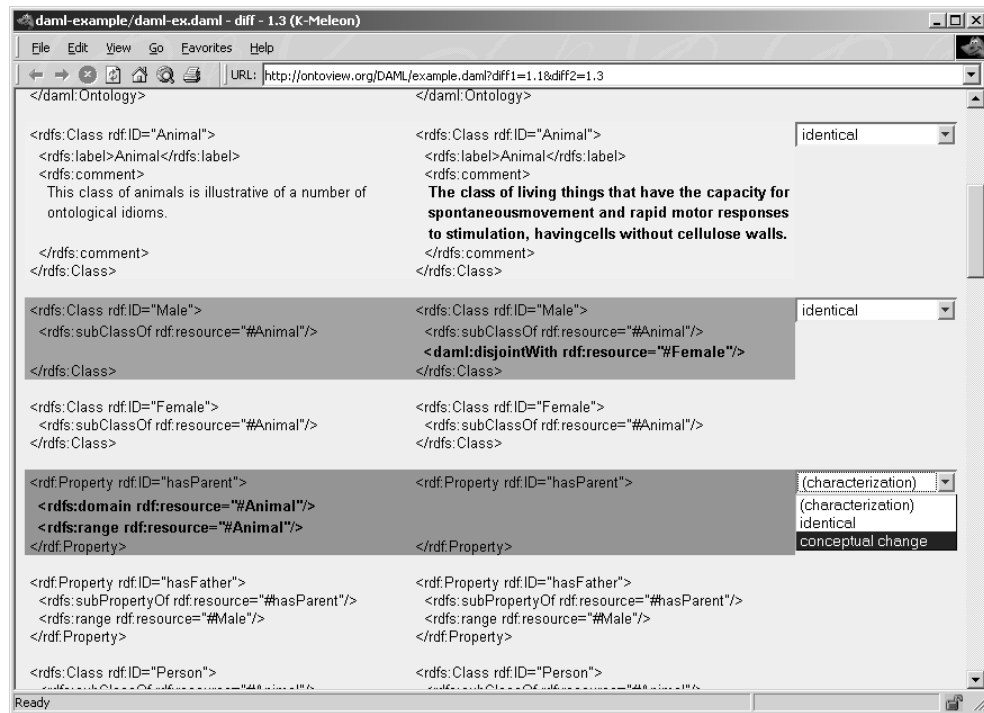 daml-example/daml-ex.daml - diff - 1.3 (K-Meleon)
File Edit View Go Favorites Help
URL: http://ontoview.org/DAML/example.daml?diff1=1.1&diff2=1.3
</daml:Ontology> </daml:Ontology>
<rdfs:Class rdf:ID="Animal"> <rdfs:Class rdf:ID="Animal"> identical
<rdfs:label>Animal</rdfs:label> <rdfs:label>Animal</rdfs:label>
<rdfs:comment> <rdfs:comment>
This class of animals is illustrative of a number of The class of living things that have the capacity for
ontological idioms. spontaneousmovement and rapid motor responses
to stimulation, havingcells without cellulose walls.
</rdfs:comment> </rdfs:comment>
</rdfs:Class> </rdfs:Class>
<rdfs:Class rdf:ID="Male"> <rdfs:Class rdf:ID="Male"> identical
<rdfs:subClassOf rdf:resource="#Animal"/> <rdfs:subClassOf rdf:resource="#Animal"/>
<daml:disjointWith rdf:resource="#Female"/>
</rdfs:Class> </rdfs:Class>
<rdfs:Class rdf:ID="Female"> <rdfs:Class rdf:ID="Female">
<rdfs:subClassOf rdf:resource="#Animal"/> <rdfs:subClassOf rdf:resource="#Animal"/>
</rdfs:Class> </rdfs:Class>
<rdf:Property rdf:ID="hasParent"> <rdf:Property rdf:ID="hasParent"> (characterization)
<rdfs:domain rdf:resource="#Animal"/> (characterization)
<rdfs:range rdf:resource="#Animal"/> identical
</rdf:Property> </rdf:Property> conceptual change
<rdf:Property rdf:ID="hasFather"> <rdf:Property rdf:ID="hasFather">
<rdfs:subPropertyOf rdf:resource="#hasParent"/> <rdfs:subPropertyOf rdf:resource="#hasParent"/>
<rdfs:range rdf:resource="#Male"/> <rdfs:range rdf:resource="#Male"/>
</rdf:Property> </rdf:Property>
<rdfs:Class rdf:ID="Person"> <rdfs:Class rdf:ID="Person">
Ready